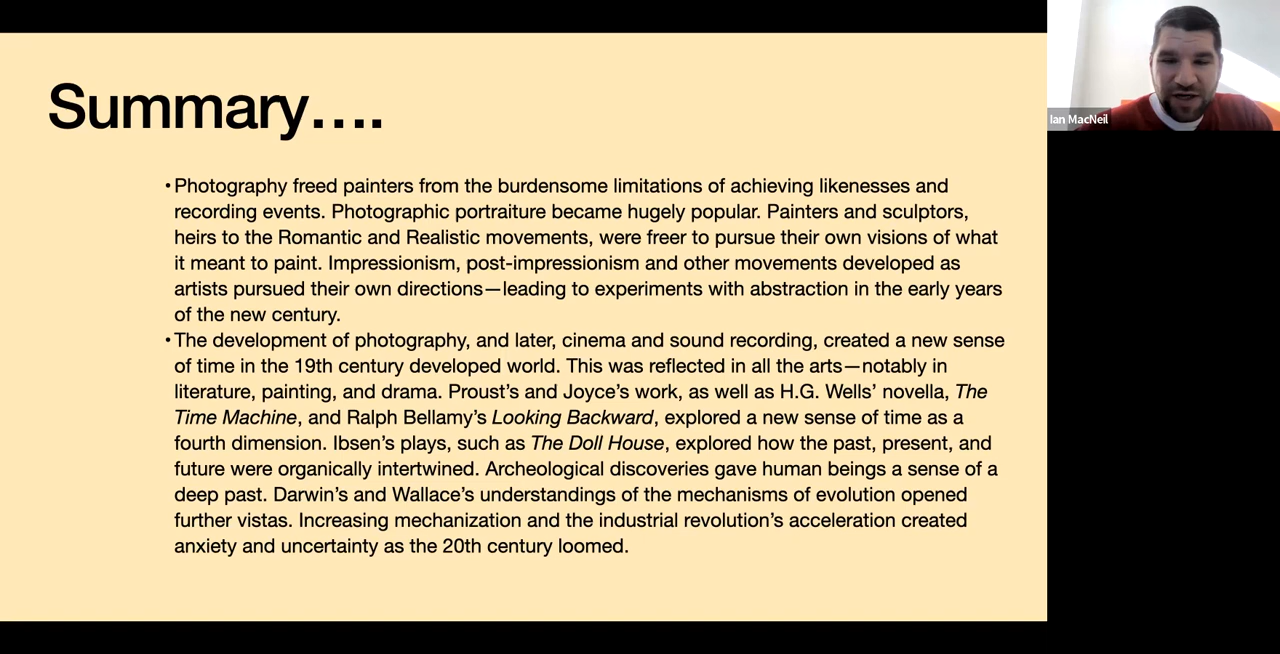 Summary….
•Photography freed painters from the burdensome limitations of achieving likenesses and
recording events. Photographic portraiture became hugely popular. Painters and sculptors,
heirs to the Romantic and Realistic movements, were freer to pursue their own visions of what
it meant to paint. Impressionism, post-impressionism and other movements developed as
artists pursued their own directions—leading to experiments with abstraction in the early years
of the new century.
•The development of photography, and later, cinema and sound recording, created a new sense
of time in the 19th century developed world. This was reflected in all the arts—notably in
literature, painting, and drama. Proust’s and Joyce’s work, as well as H.G. Wells’ novella, The
Time Machine, and Ralph Bellamy’s Looking Backward, explored a new sense of time as a
fourth dimension. Ibsen’s plays, such as The Doll House, explored how the past, present, and
future were organically intertwined. Archeological discoveries gave human beings a sense of a
deep past. Darwin’s and Wallace’s understandings of the mechanisms of evolution opened
further vistas. Increasing mechanization and the industrial revolution’s acceleration created
anxiety and uncertainty as the 20th century loomed.
Ian MacNeil